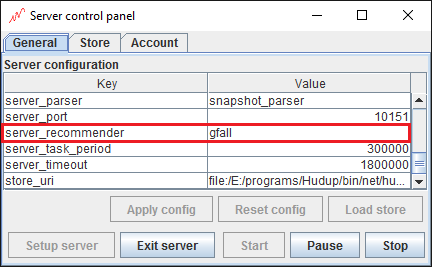 Server control panel
General Store Account
Server configuration
Key Value
server_parser snapshot_parser
server_port 10151
server_recommender gfall
server_task_period 300000
server_timeout 1800000
store_uri file:/E:/programs/Hudup/bin/net/hu...
Apply config Reset config Load store
Setup server Exit server Start Pause Stop